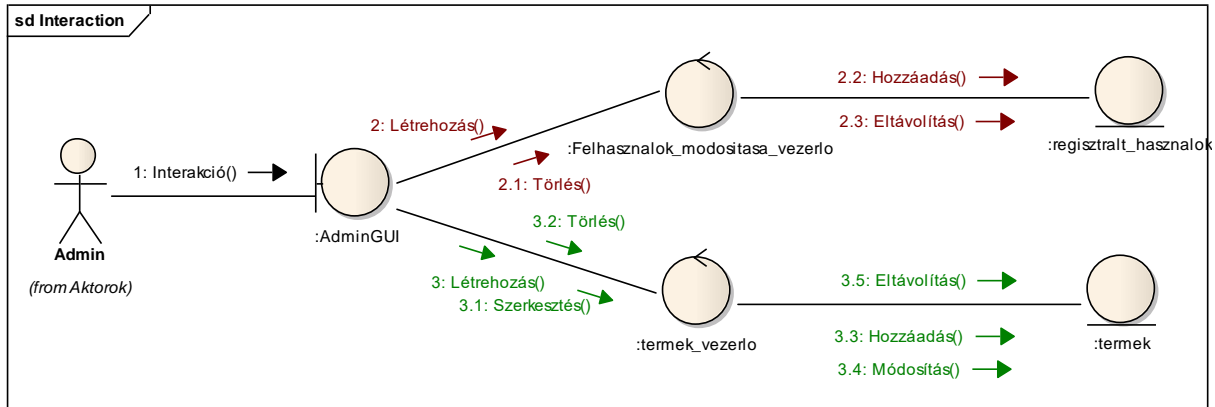 sd Interaction
2.2: Hozzáadás()
2: Létrehozás()
2.3: Eltávolítás()
:Felhasznalok_modositasa_vezerlo
:regisztralt_hasznalok
1: Interakció()
2.1: Törlés()
3.2: Törlés()
:AdminGUI
Admin
(from Aktorok)
3: Létrehozás()
3.1: Szerkesztés()
3.5: Eltávolítás()
:termek_vezerlo
3.3: Hozzáadás()
:termek
3.4: Módosítás()